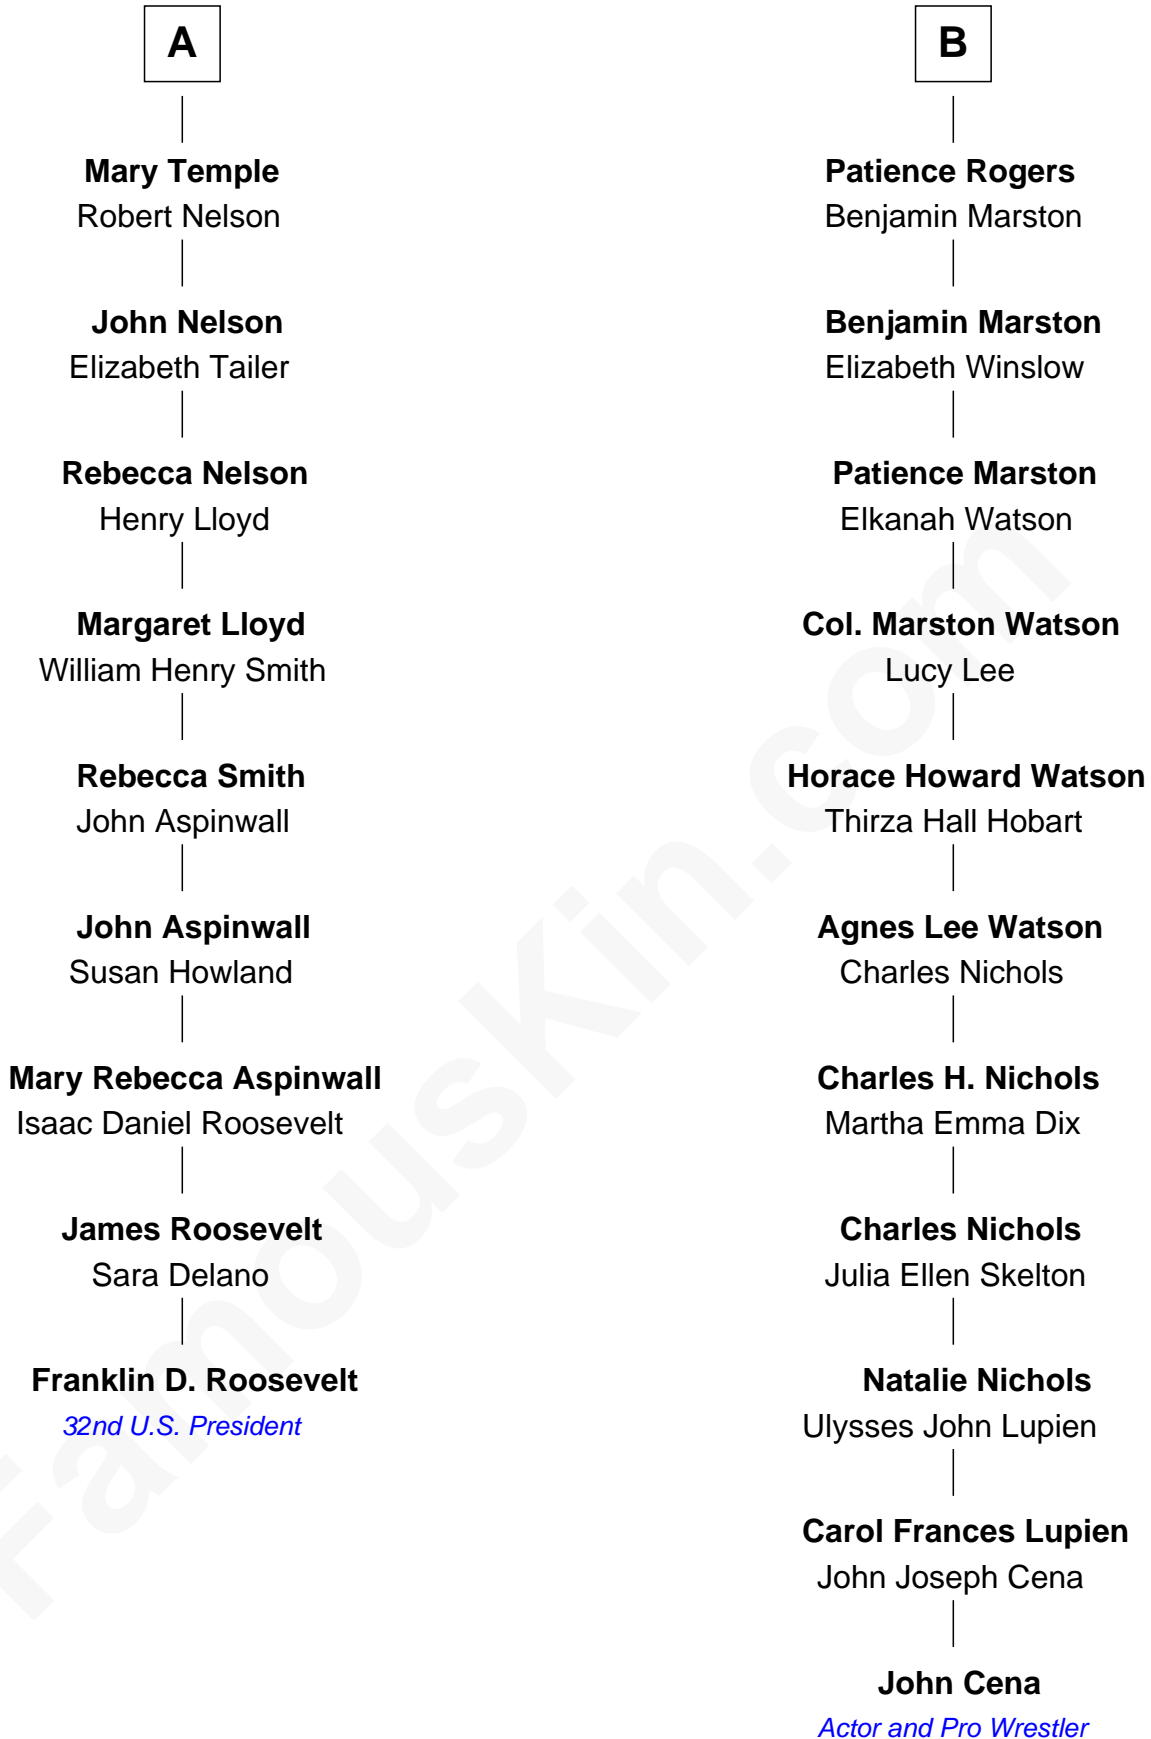 A
Mary Temple
Robert Nelson
John Nelson
Elizabeth Tailer
Rebecca Nelson
Henry Lloyd
Margaret Lloyd
William Henry Smith
Rebecca Smith
John Aspinwall
John Aspinwall
Susan Howland
Mary Rebecca Aspinwall
Isaac Daniel Roosevelt
James Roosevelt
Sara Delano
Franklin D. Roosevelt
32nd U.S. President
B
Patience Rogers
Benjamin Marston
Benjamin Marston
Elizabeth Winslow
Patience Marston
Elkanah Watson
Col. Marston Watson
Lucy Lee
Horace Howard Watson
Thirza Hall Hobart
Agnes Lee Watson
Charles Nichols
Charles H. Nichols
Martha Emma Dix
Charles Nichols
Julia Ellen Skelton
Natalie Nichols
Ulysses John Lupien
Carol Frances Lupien
John Joseph Cena
John Cena
Actor and Pro Wrestler
FamousKin.com